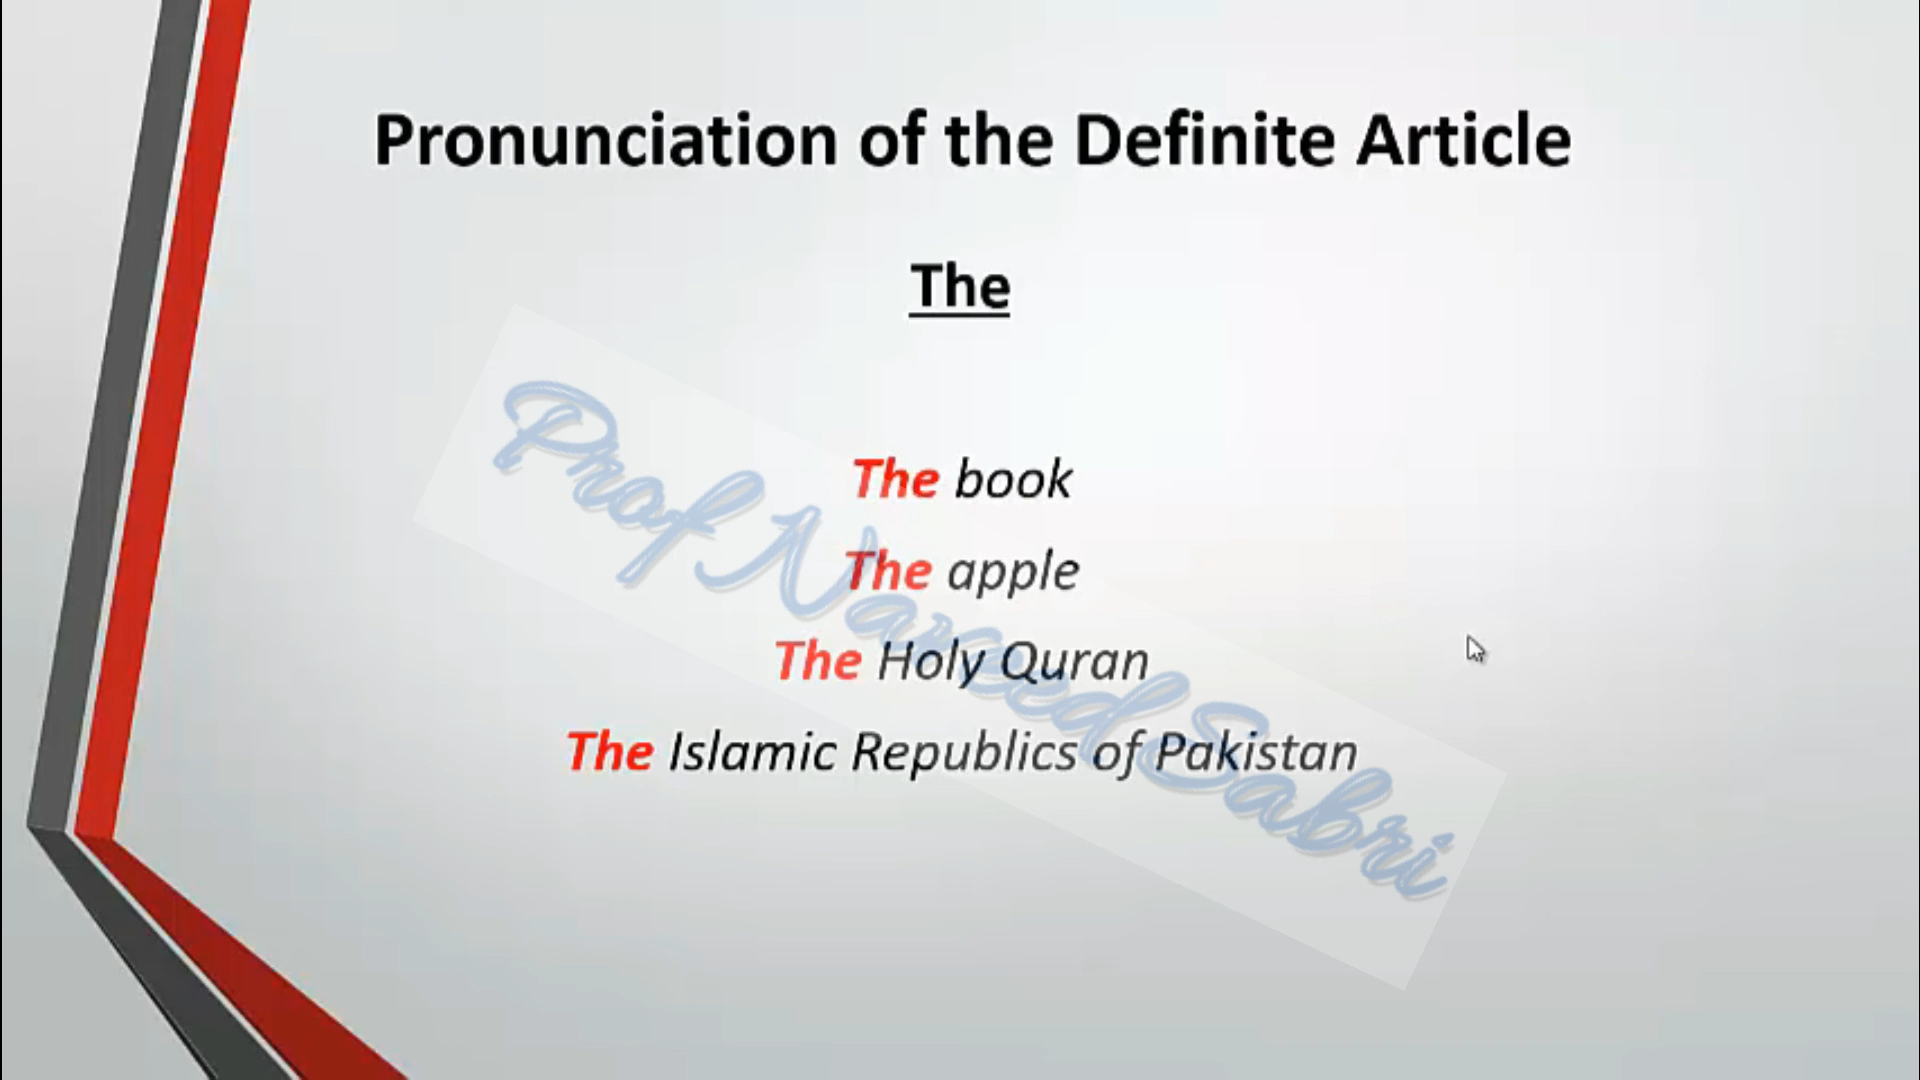 Pronunciation of the Definite Article
The
The book
The apple
The Holy Quran
The Islamic Republics of Pakistan
Prof Naveed Sabri